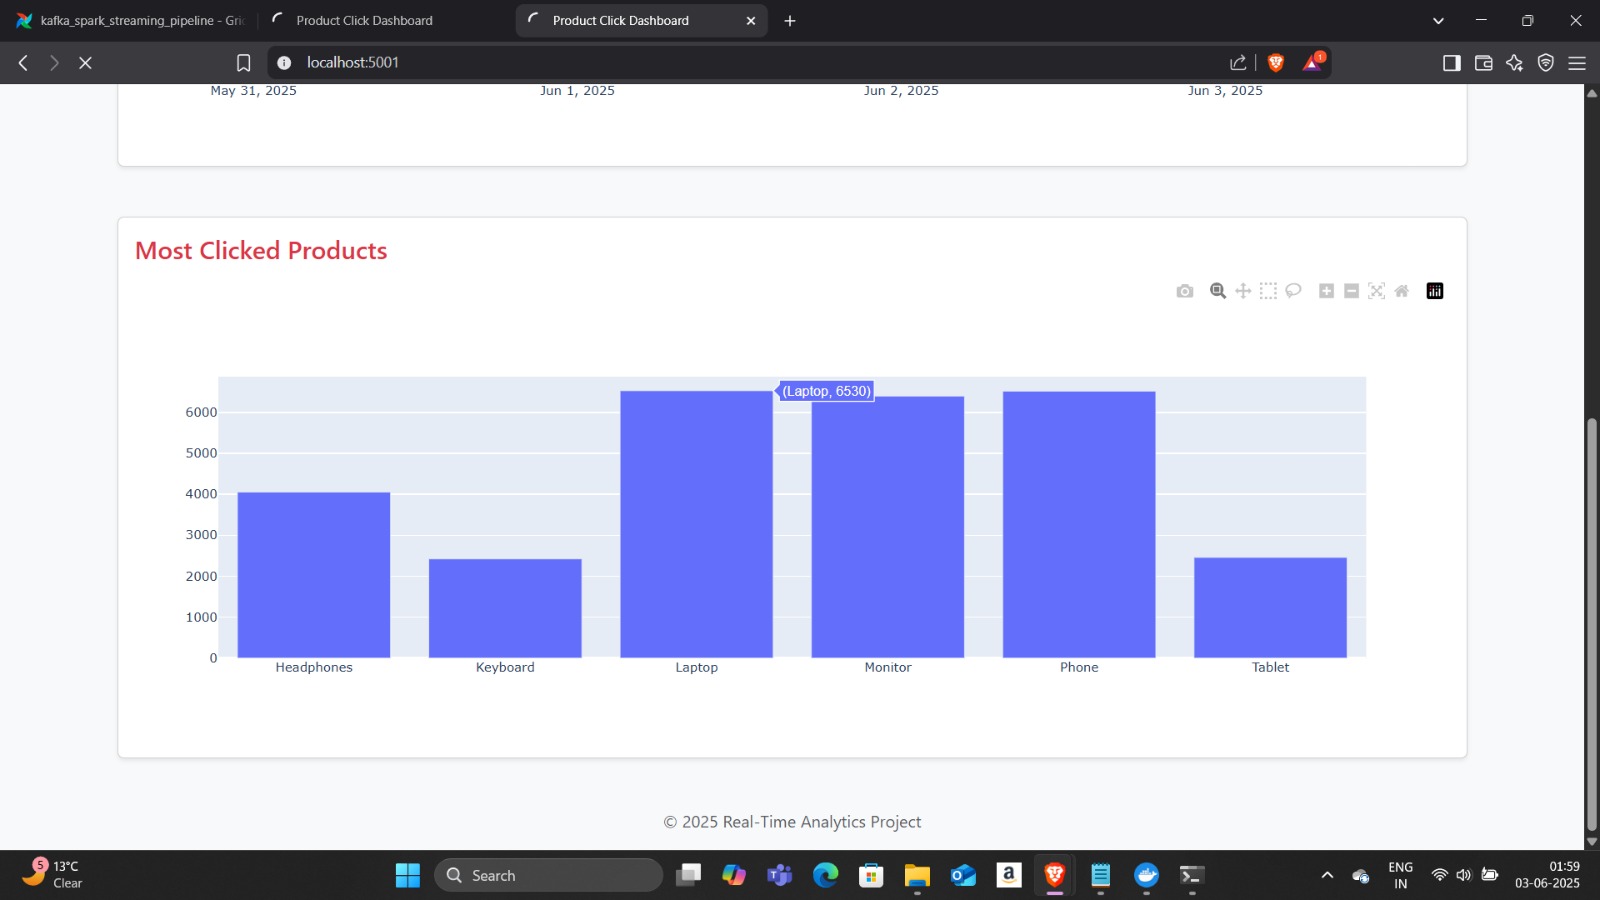 kafka_spark_streaming_pipeline - Gri
Product Click Dashboard
Product Click Dashboard
localhost:5001
1
May 31, 2025
Jun 1, 2025
Jun 2, 2025
Jun 3, 2025
Most Clicked Products
(Laptop, 6530)
6000
5000
4000
3000
2000
1000
0
Headphones
Keyboard
Laptop
Monitor
Phone
Tablet
© 2025 Real-Time Analytics Project
5
13°C
Clear
Search
ENG
IN
01:59
03-06-2025